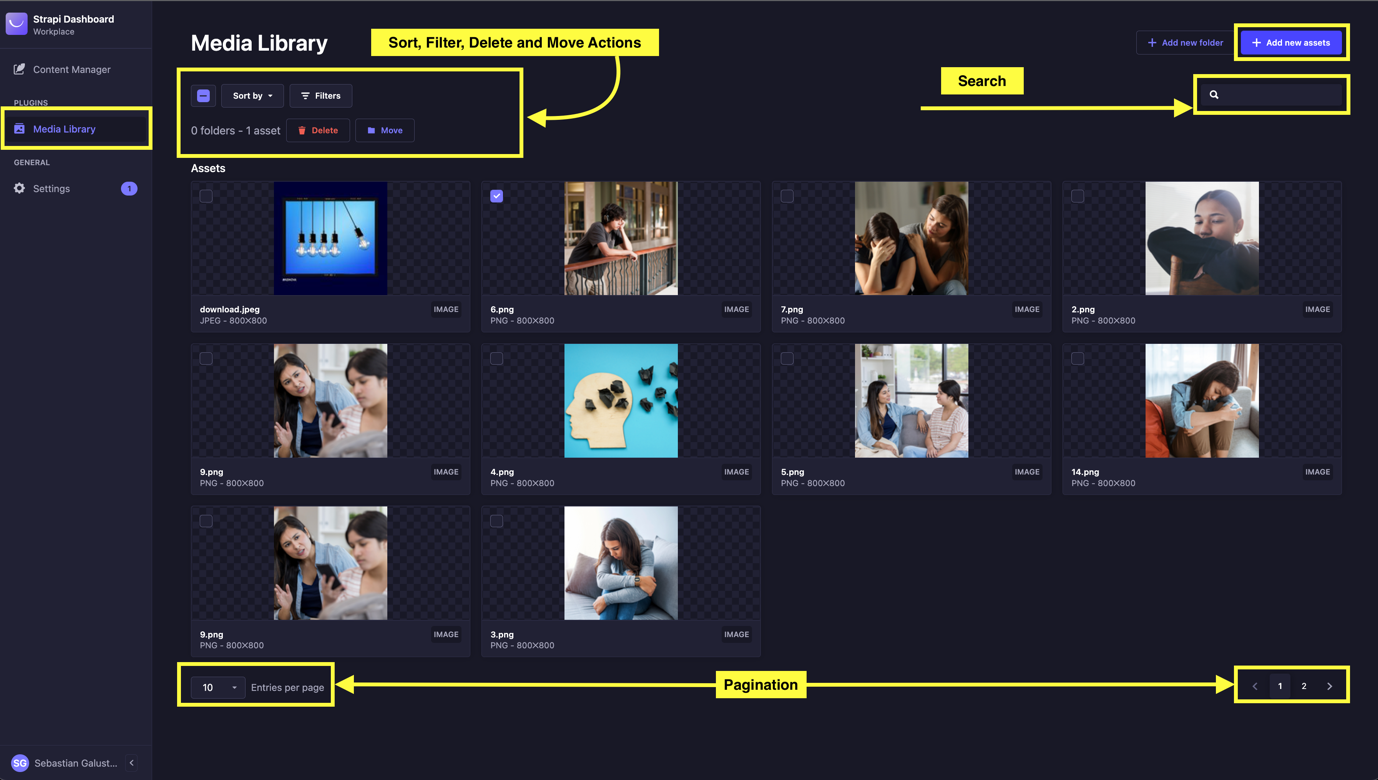 Strapi Dashboard
Workplace
Content Manager
PLUGINS
Media Library
GENERAL
Settings
1
SG
Sebastian Galust...
Media Library
Sort, Filter, Delete and Move Actions
Add new folder
Add new assets
Search
Sort by
Filters
0 folders - 1 asset
Delete
Move
Assets
download.jpeg
IMAGE
JPEG - 800✕800
6.png
IMAGE
PNG - 800✕800
7.png
IMAGE
PNG - 800✕800
2.png
IMAGE
PNG - 800✕800
9.png
IMAGE
PNG - 800✕800
4.png
IMAGE
PNG - 800✕800
5.png
IMAGE
PNG - 800✕800
14.png
IMAGE
PNG - 800✕800
9.png
IMAGE
PNG - 800✕800
3.png
IMAGE
PNG - 800✕800
10
Entries per page
Pagination
1
2